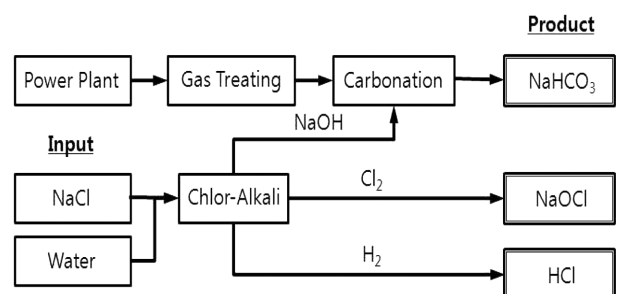 Product
Power Plant
Gas Treating
Carbonation
NaHCO₃
NaOH
Input
NaCl
Chlor-Alkali
Cl₂
NaOCl
Water
H₂
HCl